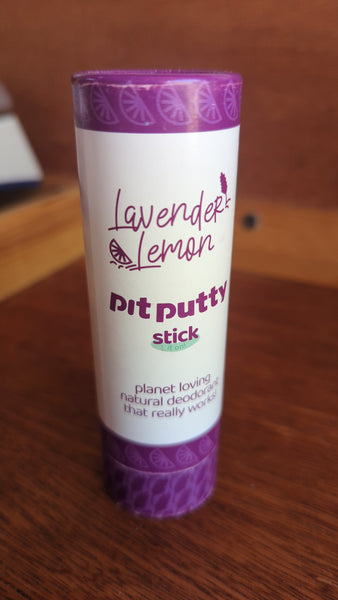 Lavender
Lemon
pit putty
stick
planet loving
natural deodorant
that really works!